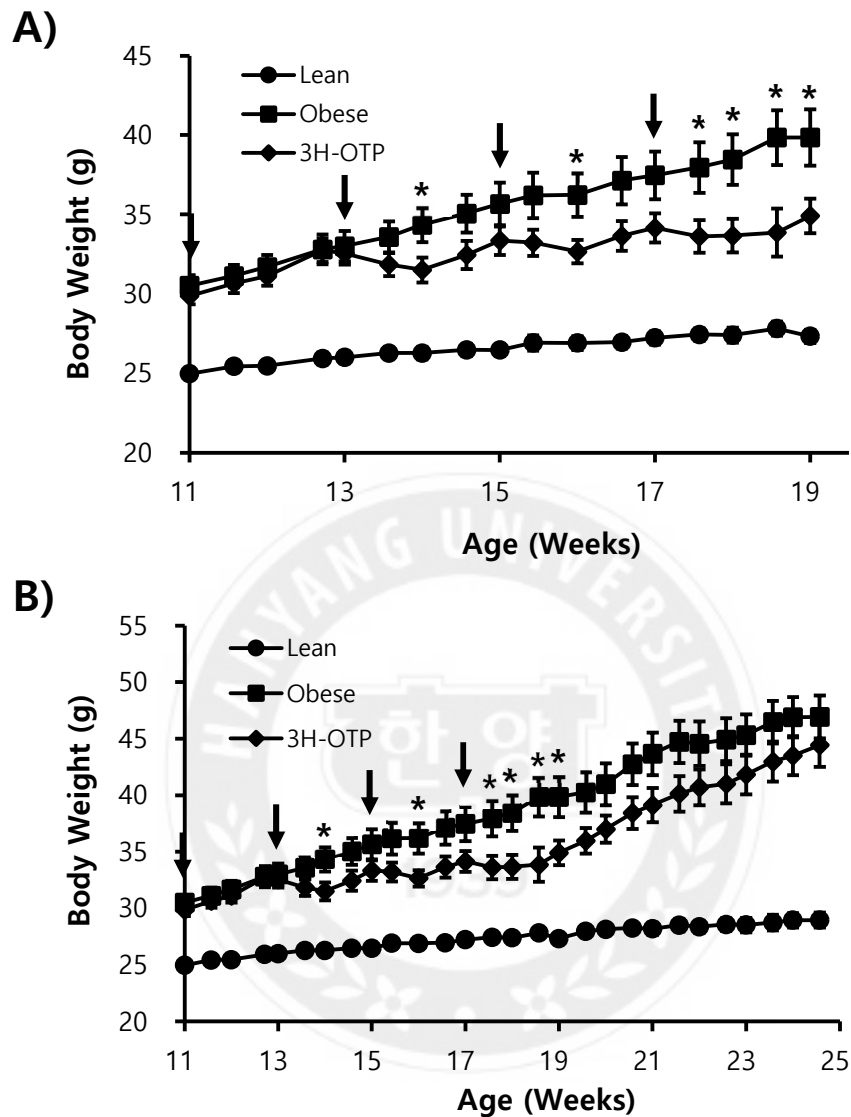 A)
45
40
35
30
25
20
Body Weight (g)
Lean
Obese
3H-OTP
*
*
*
*
*
*
11
13
15
17
19
Age (Weeks)
B)
55
50
45
40
35
30
25
20
Body Weight (g)
Lean
Obese
3H-OTP
*
*
*
*
*
*
11
13
15
17
19
21
23
25
Age (Weeks)
HANYANG UNIVERSIT
한양